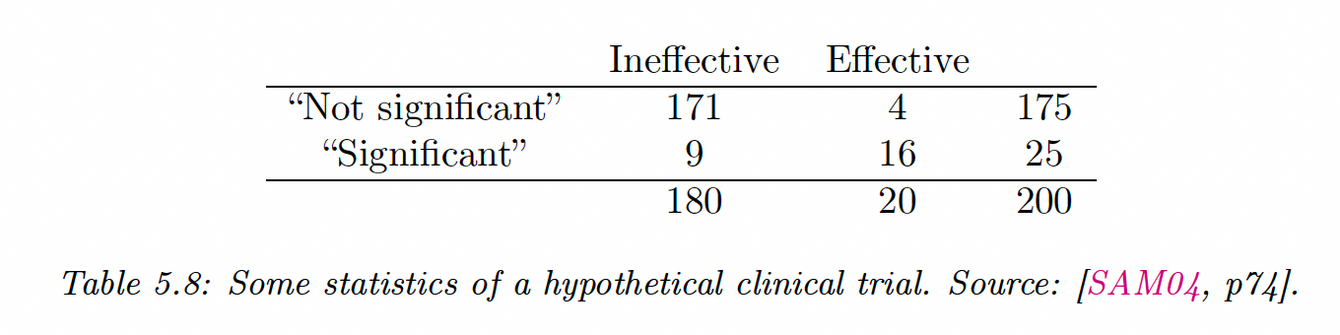 Ineffective Effective
“Not significant” 171 4 175
“Significant” 9 16 25
180 20 200
Table 5.8: Some statistics of a hypothetical clinical trial. Source: [SAM04, p74].